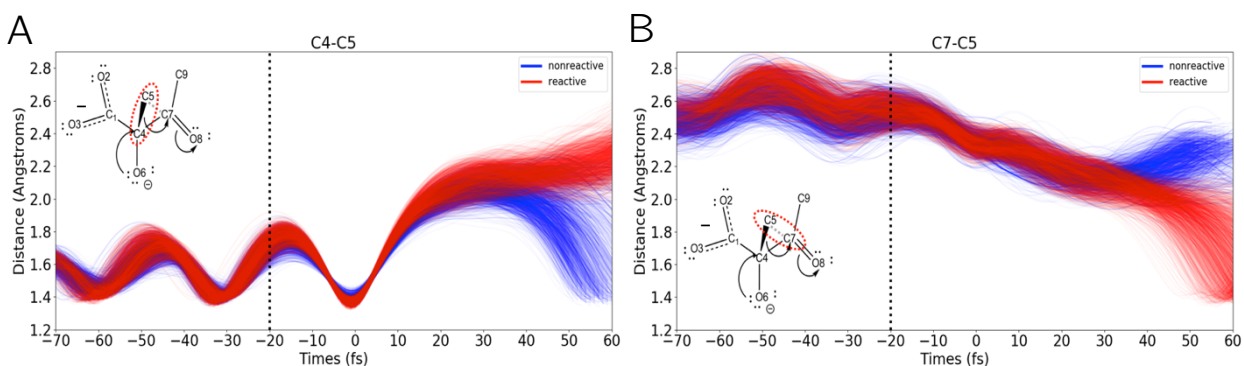 A
C4-C5
Distance (Angstroms)
2.8
2.6
2.4
2.2
2.0
1.8
1.6
1.4
1.2
−70 −60 −50 −40 −30 −20 −10 0 10 20 30 40 50 60
Times (fs)
nonreactive
reactive
O2
C9
C5
−
C1
C7
O3
C4
O8
O6
⊖
B
C7-C5
Distance (Angstroms)
2.8
2.6
2.4
2.2
2.0
1.8
1.6
1.4
1.2
−70 −60 −50 −40 −30 −20 −10 0 10 20 30 40 50 60
Times (fs)
nonreactive
reactive
O2
C9
C5
−
C1
C7
O3
C4
O8
O6
⊖